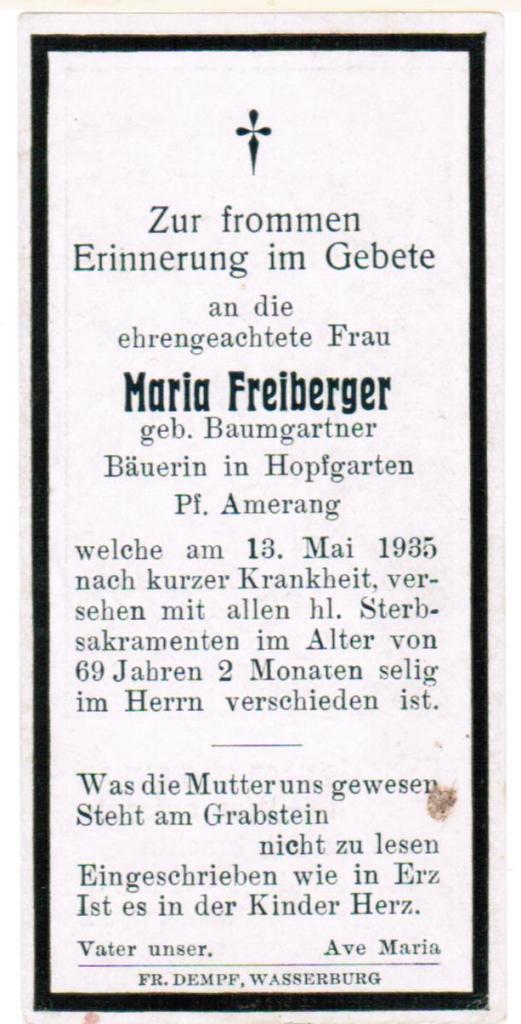 Zur frommen
Erinnerung im Gebete
an die
ehrengeachtete Frau
Maria Freiberger
geb. Baumgartner
Bäuerin in Hopfgarten
Pf. Amerang
welche am 13. Mai 1935
nach kurzer Krankheit, ver-
sehen mit allen hl. Sterb-
sakramenten im Alter von
69 Jahren 2 Monaten selig
im Herrn verschieden ist.
Was die Mutter uns gewesen
Steht am Grabstein
nicht zu lesen
Eingeschrieben wie in Erz
Ist es in der Kinder Herz.
Vater unser. Ave Maria
FR. DEMPF, WASSERBURG